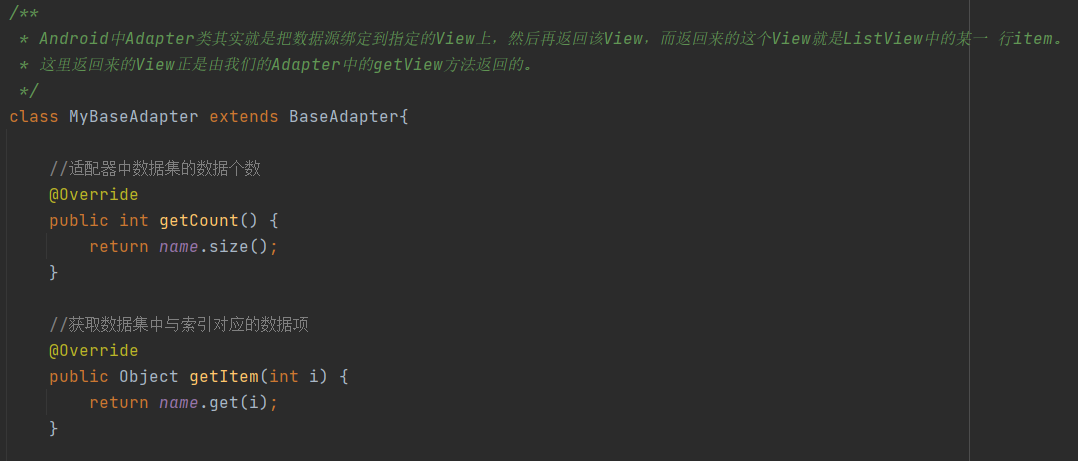 /**
 * Android中Adapter类其实就是把数据源绑定到指定的View上，然后再返回该View，而返回来的这个View就是ListView中的某一 行item。
 * 这里返回来的View正是由我们的Adapter中的getView方法返回的。
 */
class MyBaseAdapter extends BaseAdapter{
    //适配器中数据集的数据个数
    @Override
    public int getCount() {
        return name.size();
    }
    //获取数据集中与索引对应的数据项
    @Override
    public Object getItem(int i) {
        return name.get(i);
    }